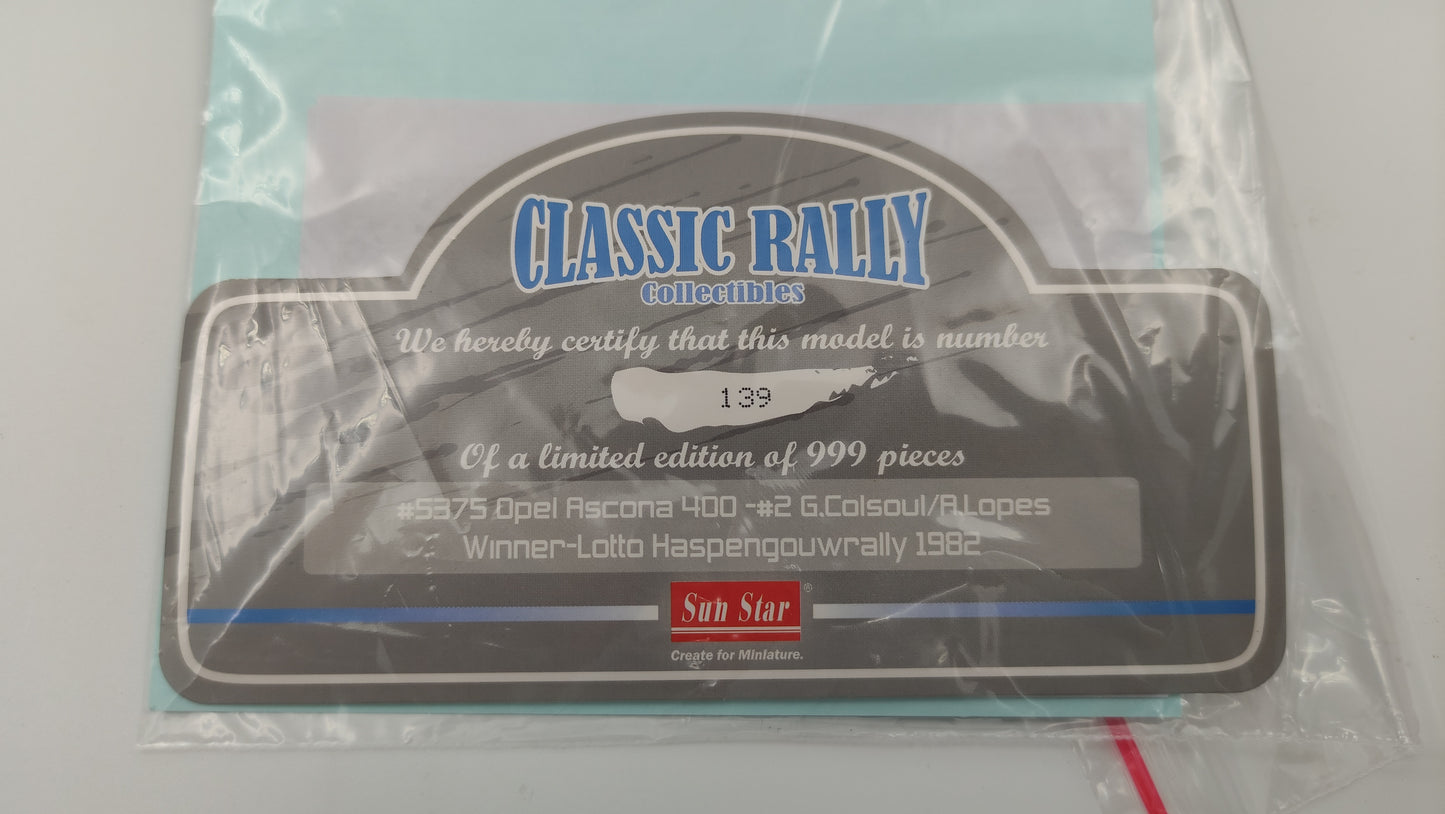 CLASSIC RALLY
Collectibles
We hereby certify that this model is number
139
Of a limited edition of 999 pieces
#5375 Opel Ascona 400 -#2 G.Colsoul/A.Lopes
Winner-Lotto Haspengouwrally 1982
Sun Star ®
Create for Miniature.